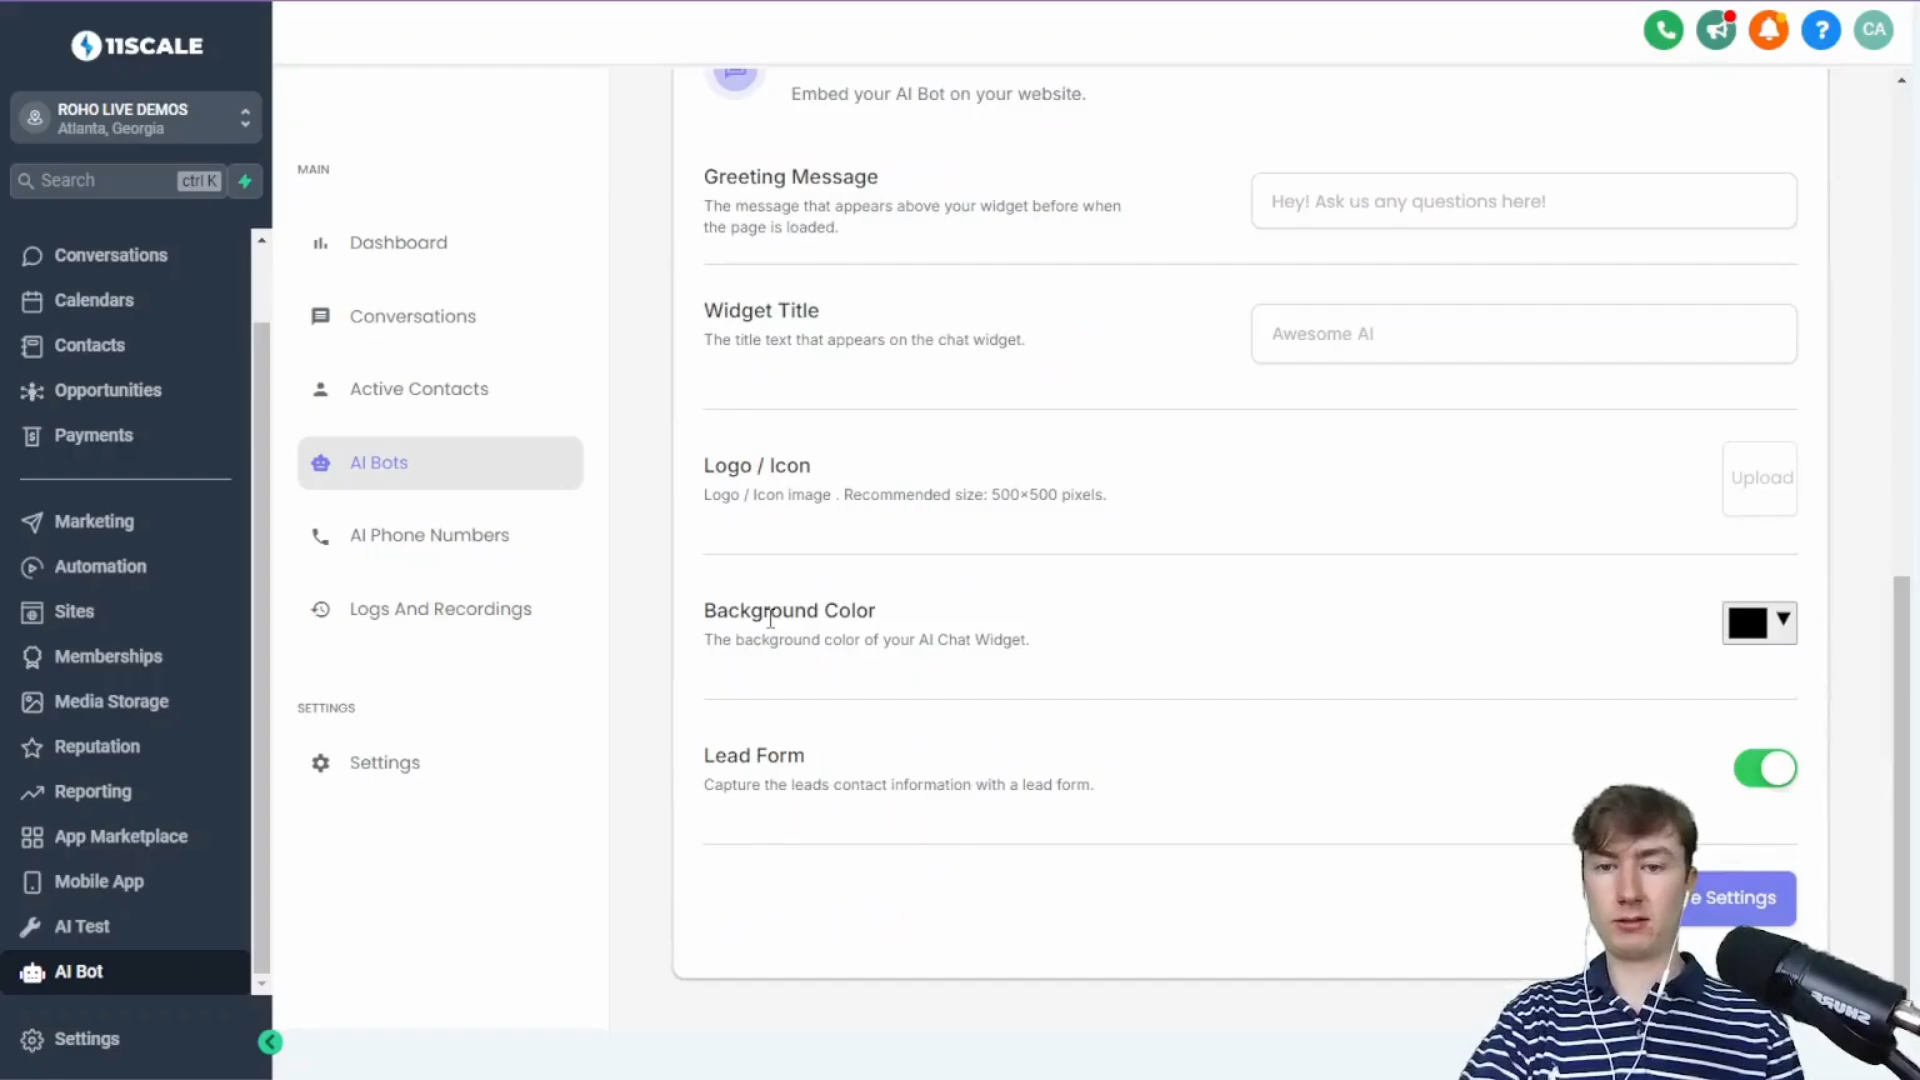 11SCALE
ROHO LIVE DEMOS
Atlanta, Georgia
Search
ctrl K
Conversations
Calendars
Contacts
Opportunities
Payments
Marketing
Automation
Sites
Memberships
Media Storage
Reputation
Reporting
App Marketplace
Mobile App
AI Test
AI Bot
Settings
MAIN
Dashboard
Conversations
Active Contacts
AI Bots
AI Phone Numbers
Logs And Recordings
SETTINGS
Settings
?
CA
Embed your AI Bot on your website.
Greeting Message
The message that appears above your widget before when
the page is loaded.
Hey! Ask us any questions here!
Widget Title
The title text that appears on the chat widget.
Awesome AI
Logo / Icon
Logo / Icon image . Recommended size: 500×500 pixels.
Upload
Background Color
The background color of your AI Chat Widget.
Lead Form
Capture the leads contact information with a lead form.
e Settings
SHURE